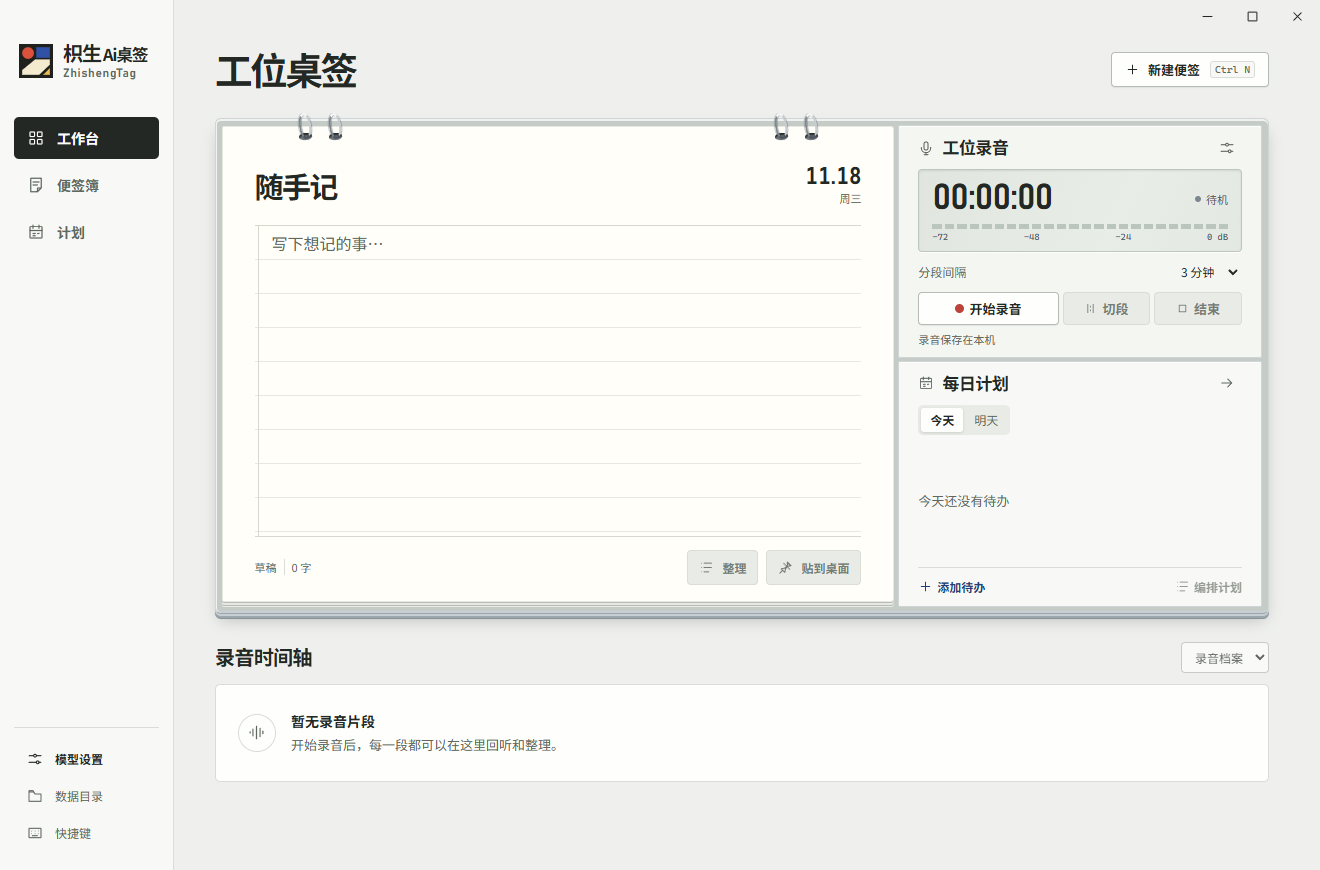 枳生Ai桌签
ZhishengTag
工作台
便签簿
计划
模型设置
数据目录
快捷键
工位桌签
新建便签 Ctrl N
随手记
11.18
周三
写下想记的事…
草稿 0 字
整理
贴到桌面
工位录音
00:00:00
待机
-72 -48 -24 0 dB
分段间隔 3 分钟
开始录音
切段
结束
录音保存在本机
每日计划
今天 明天
今天还没有待办
添加待办
编排计划
录音时间轴
录音档案
暂无录音片段
开始录音后，每一段都可以在这里回听和整理。